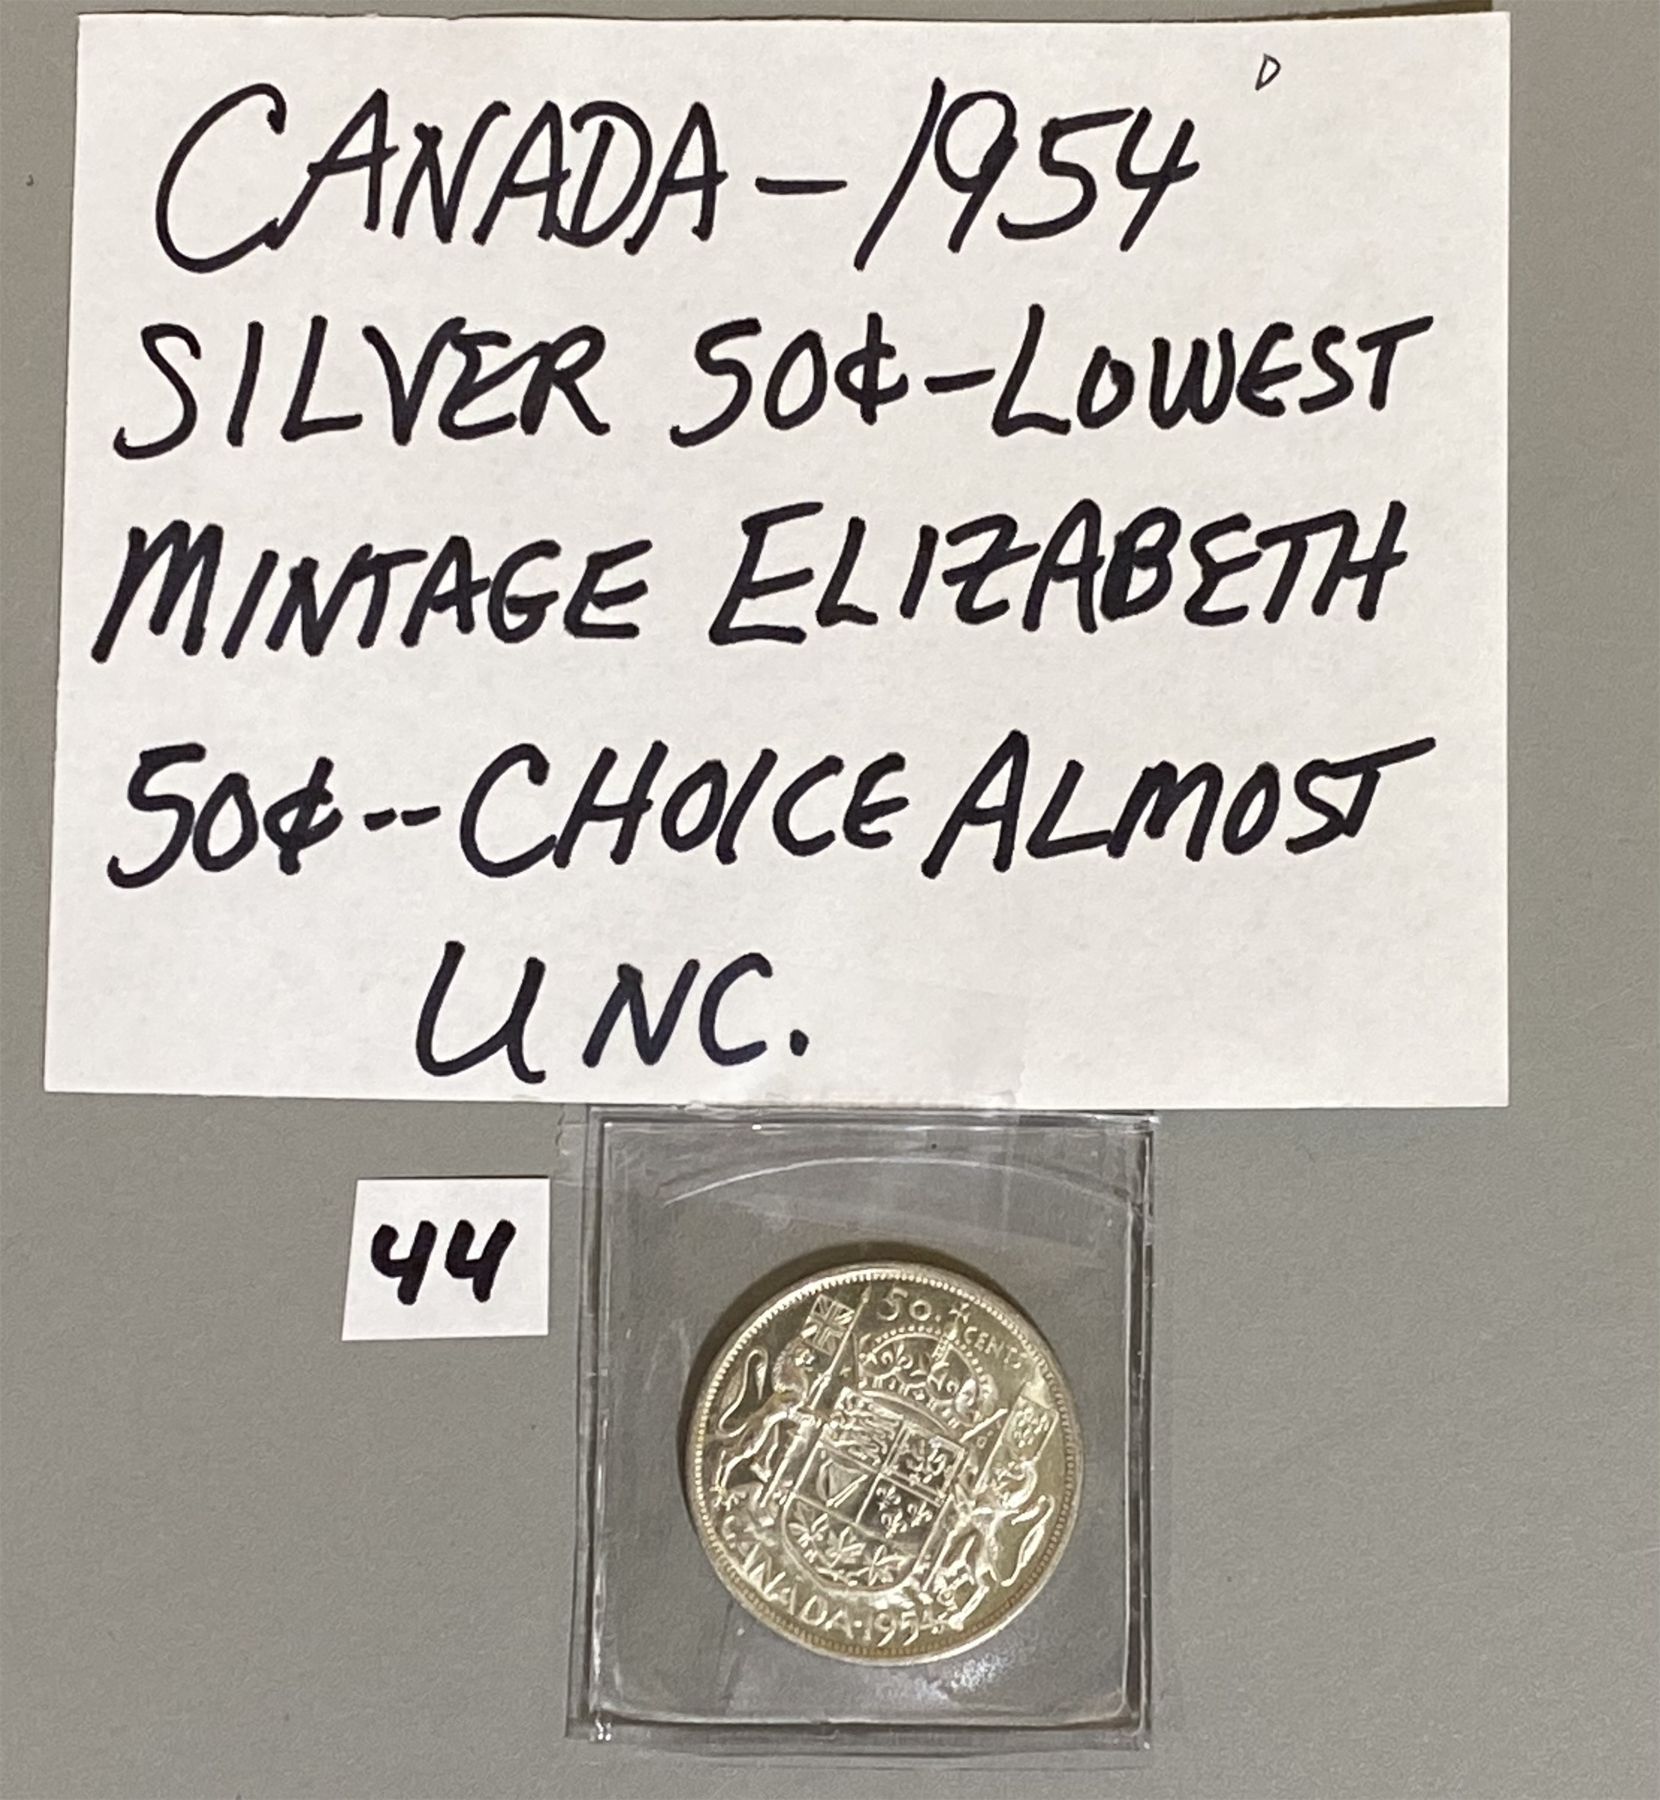 D
CANADA-1954
SILVER 50¢-LOWEST
MINTAGE ELIZABETH
50¢--CHOICE ALMOST
UNC.
44
50 CENTS
CANADA·1954